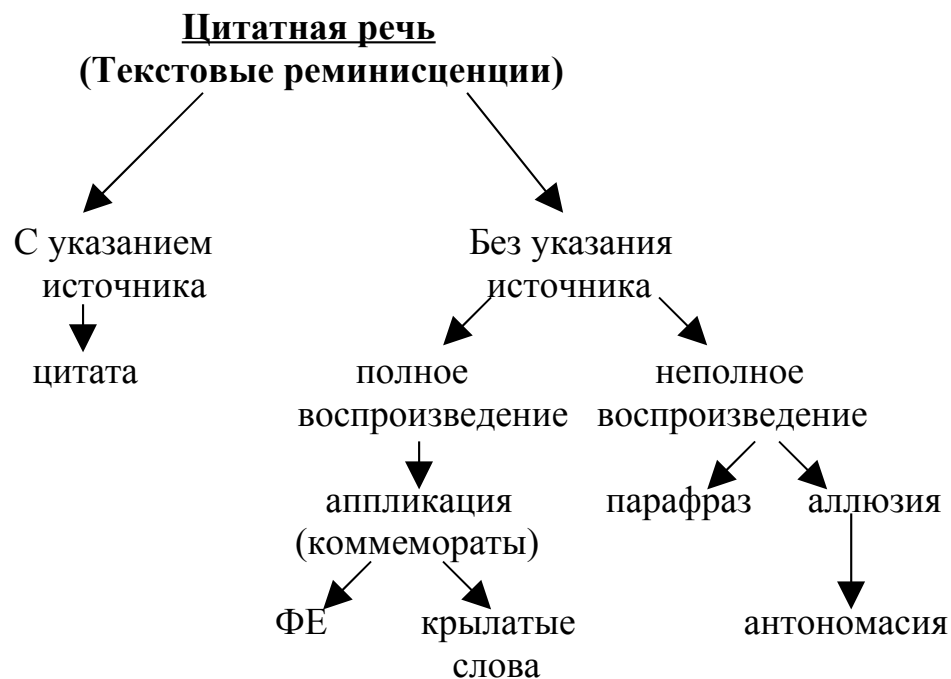 Цитатная речь
(Текстовые реминисценции)
С указанием
источника
Без указания
источника
цитата
полное
воспроизведение
неполное
воспроизведение
аппликация
(коммемораты)
парафраз
аллюзия
ФЕ
крылатые
слова
антономасия